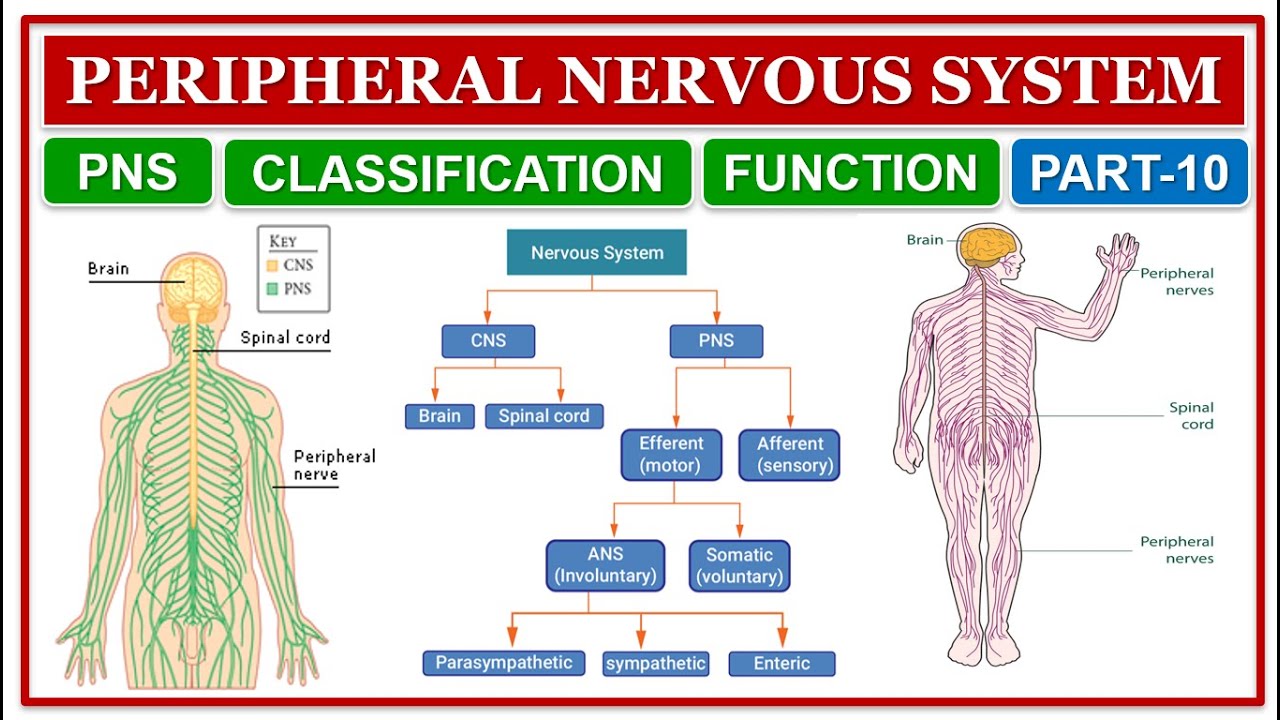 PERIPHERAL NERVOUS SYSTEM
PNS
CLASSIFICATION
FUNCTION
PART-10
KEY
CNS
PNS
Brain
Spinal cord
Peripheral
nerve
Nervous System
CNS
PNS
Brain
Spinal cord
Efferent
(motor)
Afferent
(sensory)
ANS
(Involuntary)
Somatic
(voluntary)
Parasympathetic
sympathetic
Enteric
Brain
Peripheral
nerves
Spinal
cord
Peripheral
nerves